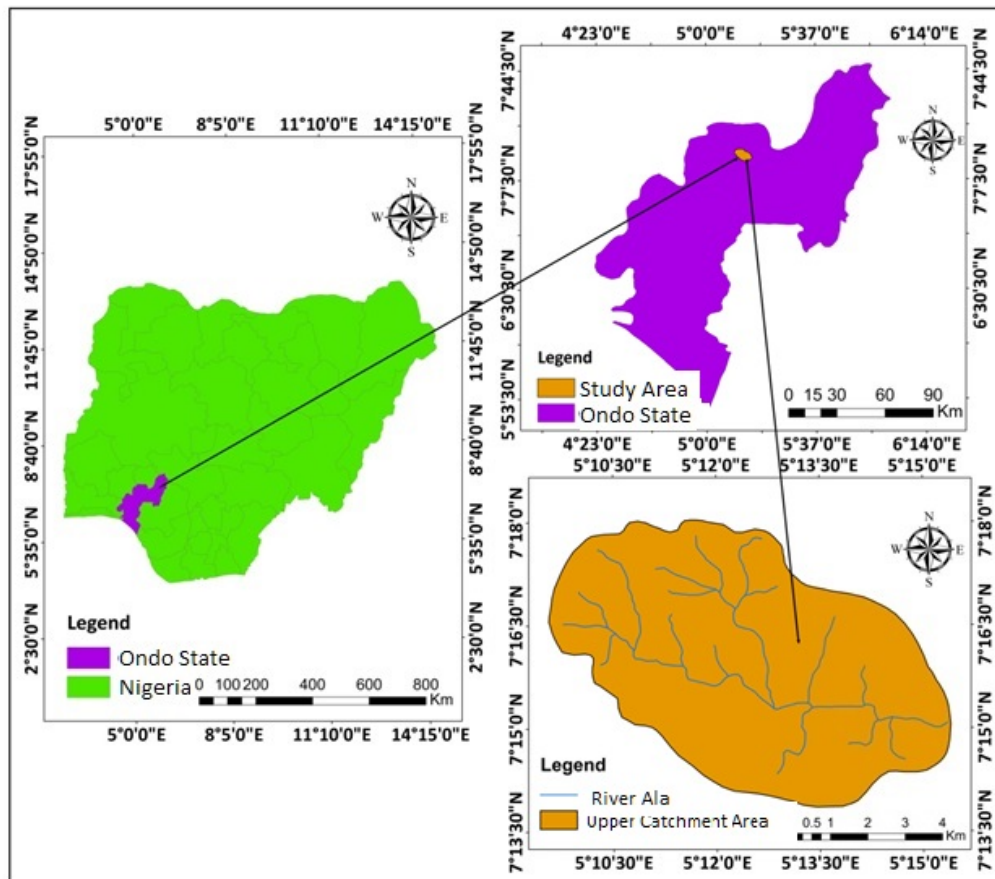 5°0'0"E 8°5'0"E 11°10'0"E 14°15'0"E
17°55'0"N
14°50'0"N
11°45'0"N
8°40'0"N
5°35'0"N
2°30'0"N
N
W E
S
Legend
Ondo State
Nigeria
0 100 200 400 600 800
Km
17°55'0"N
14°50'0"N
11°45'0"N
8°40'0"N
5°35'0"N
2°30'0"N
5°0'0"E 8°5'0"E 11°10'0"E 14°15'0"E
4°23'0"E 5°0'0"E 5°37'0"E 6°14'0"E
7°44'30"N
7°7'30"N
6°30'30"N
5°53'30"N
N
W E
S
Legend
Study Area
Ondo State
0 15 30 60 90
Km
7°44'30"N
7°7'30"N
6°30'30"N
4°23'0"E 5°0'0"E 5°37'0"E 6°14'0"E
5°10'30"E 5°12'0"E 5°13'30"E 5°15'0"E
7°18'0"N
7°16'30"N
7°15'0"N
7°13'30"N
N
W E
S
Legend
River Ala
Upper Catchment Area
0.5 1 2 3 4
Km
7°18'0"N
7°16'30"N
7°15'0"N
7°13'30"N
5°10'30"E 5°12'0"E 5°13'30"E 5°15'0"E